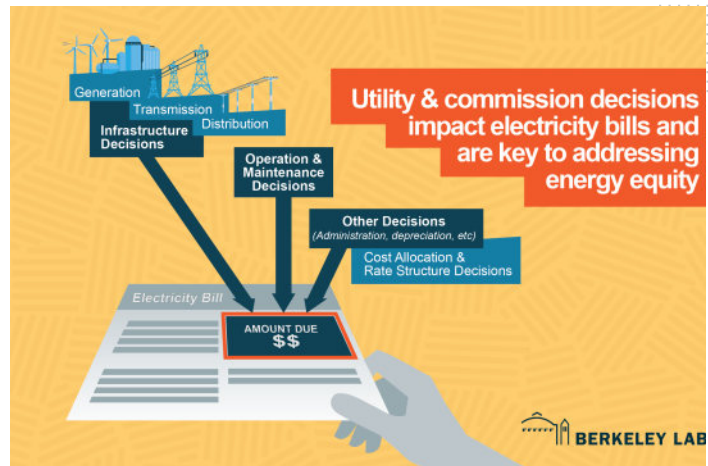 Generation
Transmission
Distribution
Infrastructure
Decisions
Operation &
Maintenance
Decisions
Other Decisions
(Administration, depreciation, etc)
Cost Allocation &
Rate Structure Decisions
Utility & commission decisions
impact electricity bills and
are key to addressing
energy equity
Electricity Bill
AMOUNT DUE
$$
BERKELEY LAB